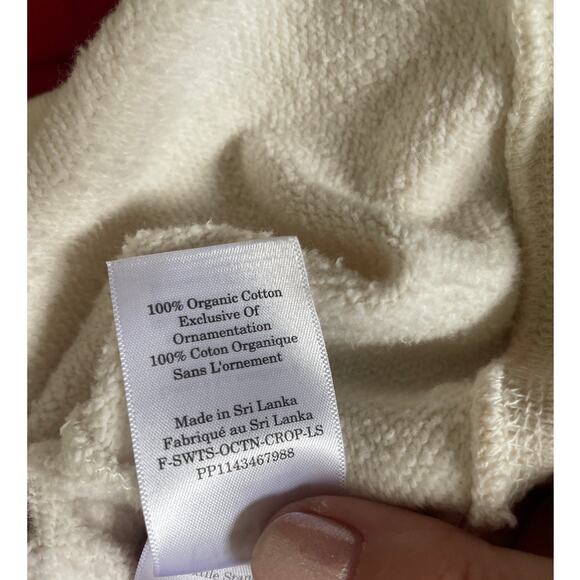 100% Organic Cotton
Exclusive Of
Ornamentation
100% Coton Organique
Sans L'ornement
Made in Sri Lanka
Fabriqué au Sri Lanka
F-SWTS-OCTN-CROP-LS
PP1143467988